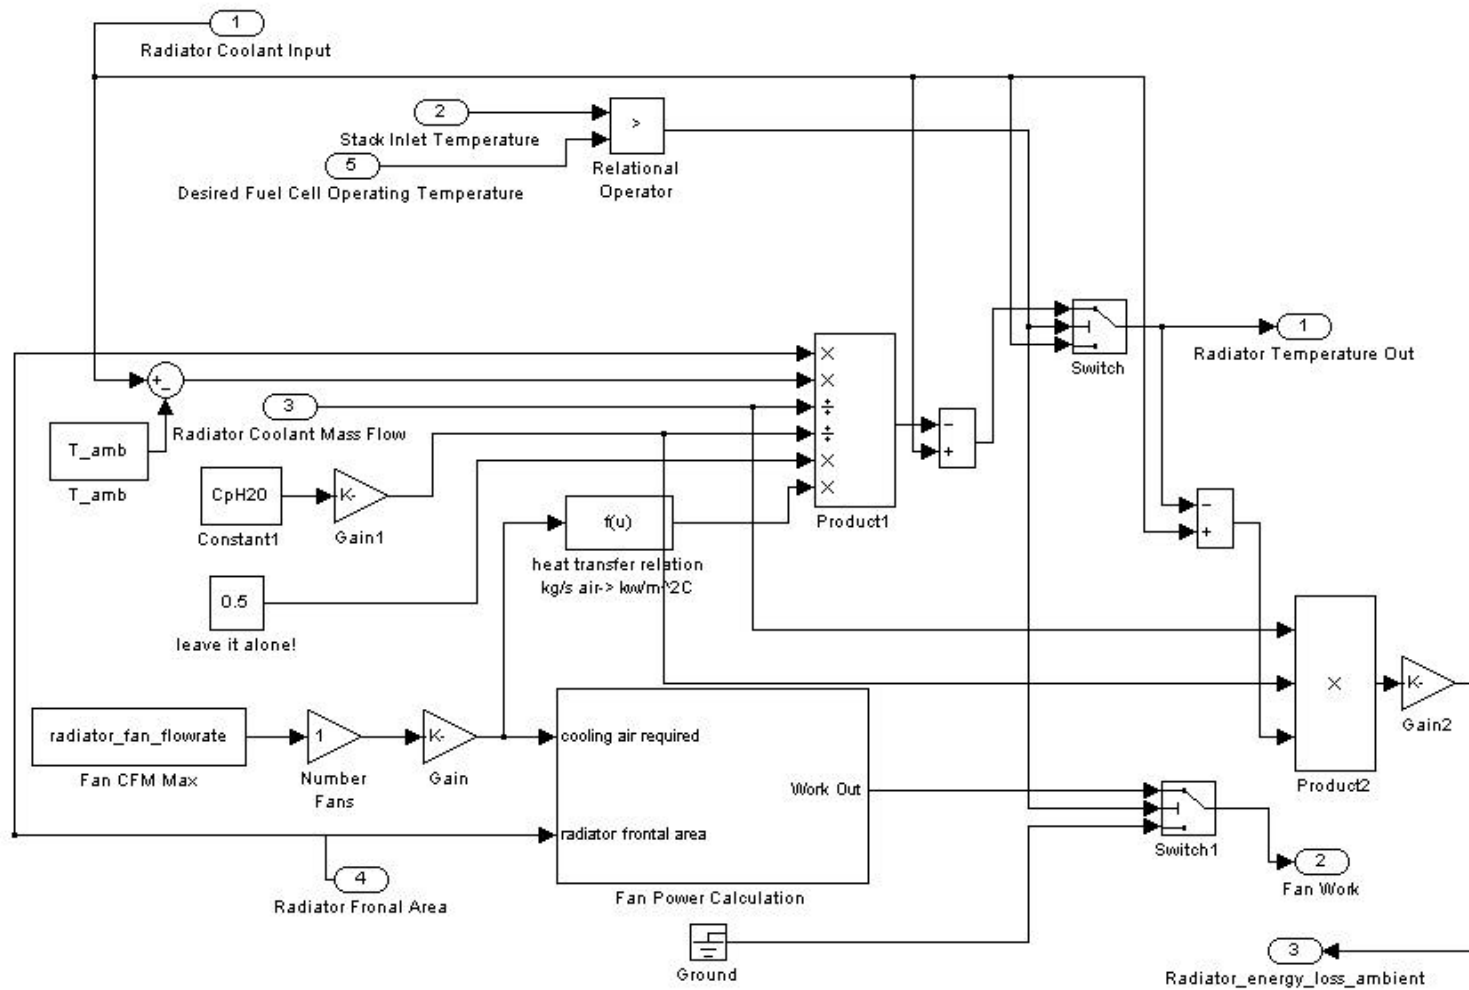 1
Radiator Coolant Input
2
Stack Inlet Temperature
5
Desired Fuel Cell Operating Temperature
>
Relational
Operator
1
Radiator Temperature Out
Switch
×
×
÷
÷
×
×
Product1
+
-
T_amb
T_amb
3
Radiator Coolant Mass Flow
CpH20
Constant1
K-
Gain1
-
+
f(u)
heat transfer relation
kg/s air-> kw/m^2C
-
+
0.5
leave it alone!
×
Product2
K-
Gain2
radiator_fan_flowrate
Fan CFM Max
1
Number
Fans
K-
Gain
cooling air required
Work Out
radiator frontal area
Fan Power Calculation
Switch1
2
Fan Work
4
Radiator Fronal Area
Ground
3
Radiator_energy_loss_ambient